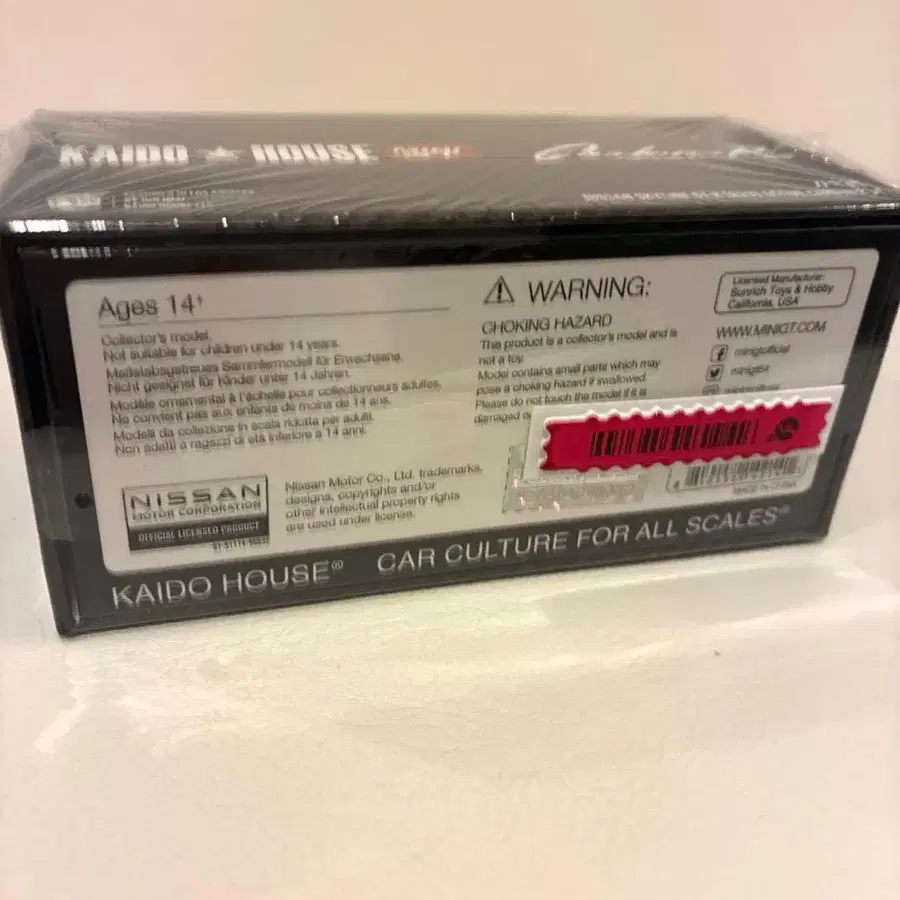 KAIDO ★ HOUSE
NISSAN SKYLINE GT-R
Ages 14+
Collector's model.
Not suitable for children under 14 years.
Maßstabsgetreues Sammlermodell für Erwachsene.
Nicht geeignet für Kinder unter 14 Jahren.
Modèle ornemental à l'échelle pour collectionneurs adultes.
Ne convient pas aux enfants de moins de 14 ans.
Modelli da collezione in scala ridotta per adulti.
Non adatti a ragazzi di età inferiore a 14 anni.
NISSAN
MOTOR CORPORATION
OFFICIAL LICENSED PRODUCT
Nissan Motor Co., Ltd. trademarks,
designs, copyrights and/or
other intellectual property rights
are used under license.
⚠ WARNING:
CHOKING HAZARD
This product is a collector's model and is
not a toy.
Model contains small parts which may
pose a choking hazard if swallowed.
Please do not touch the model if it is
damaged
Licensed Manufacturer:
Sunrich Toys & Hobby
California, USA
WWW.MINIGT.COM
minigtofficial
minigt64
MADE IN CHINA
KAIDO HOUSE® CAR CULTURE FOR ALL SCALES®